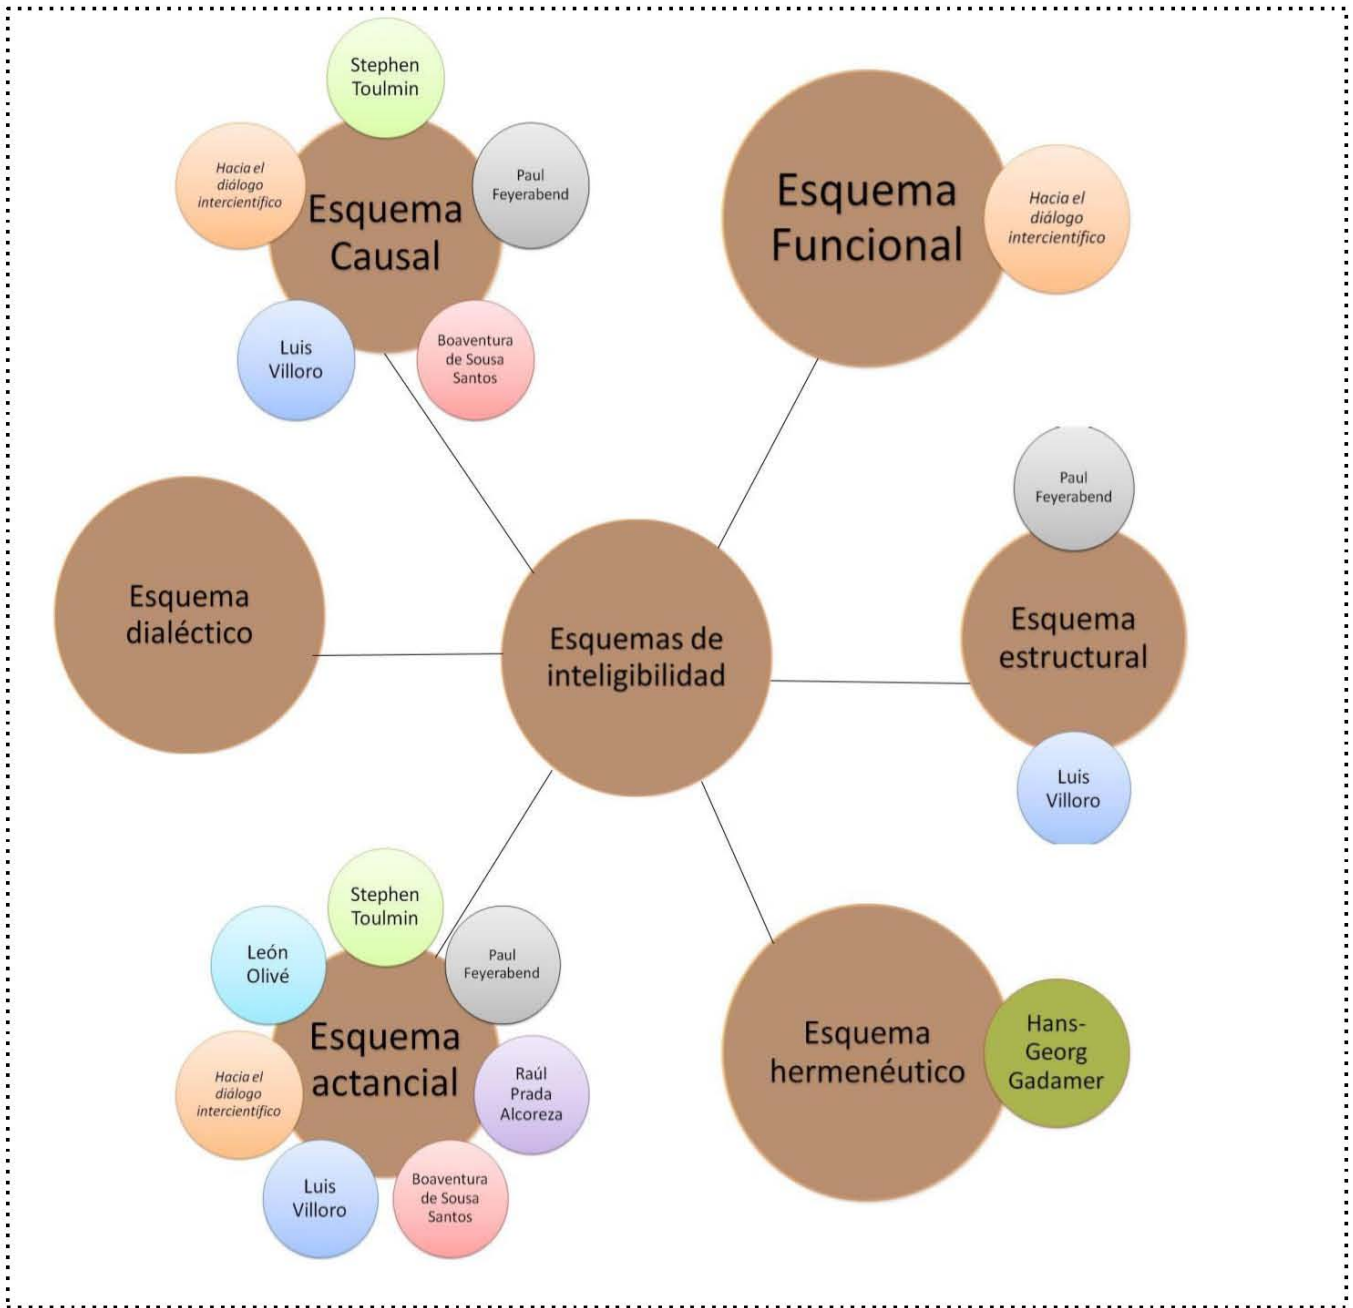 Stephen
Toulmin
Hacia el
diálogo
intercientífico
Paul
Feyerabend
Esquema
Causal
Luis
Villoro
Boaventura
de Sousa
Santos
Esquema
Funcional
Hacia el
diálogo
intercientífico
Paul
Feyerabend
Esquema
estructural
Luis
Villoro
Esquema
dialéctico
Esquemas de
inteligibilidad
Stephen
Toulmin
León
Olivé
Paul
Feyerabend
Esquema
actancial
Hacia el
diálogo
intercientífico
Raúl
Prada
Alcoreza
Luis
Villoro
Boaventura
de Sousa
Santos
Esquema
hermenéutico
Hans-
Georg
Gadamer